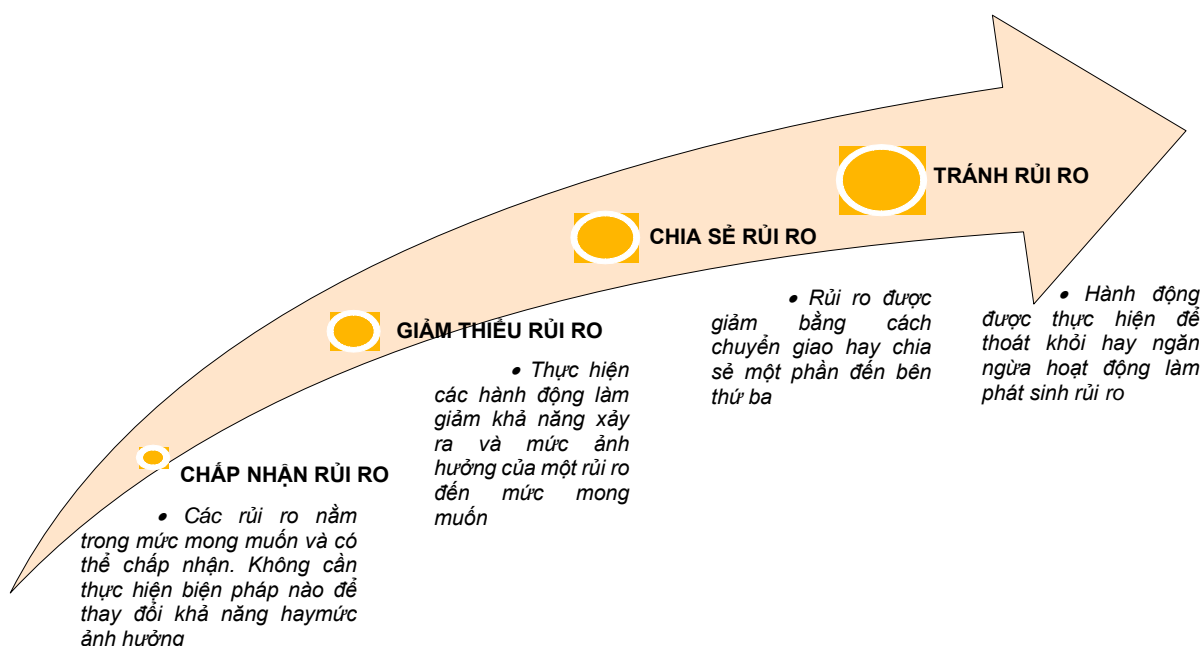 TRÁNH RỦI RO
CHIA SẺ RỦI RO
• Hành động
được thực hiện để
thoát khỏi hay ngăn
ngừa hoạt động làm
phát sinh rủi ro
• Rủi ro được
giảm bằng cách
chuyển giao hay chia
sẻ một phần đến bên
thứ ba
GIẢM THIỂU RỦI RO
• Thực hiện
các hành động làm
giảm khả năng xảy
ra và mức ảnh
hưởng của một rủi ro
đến mức mong
muốn
CHẤP NHẬN RỦI RO
• Các rủi ro nằm
trong mức mong muốn và có
thể chấp nhận. Không cần
thực hiện biện pháp nào để
thay đổi khả năng haymức
ảnh hưởng